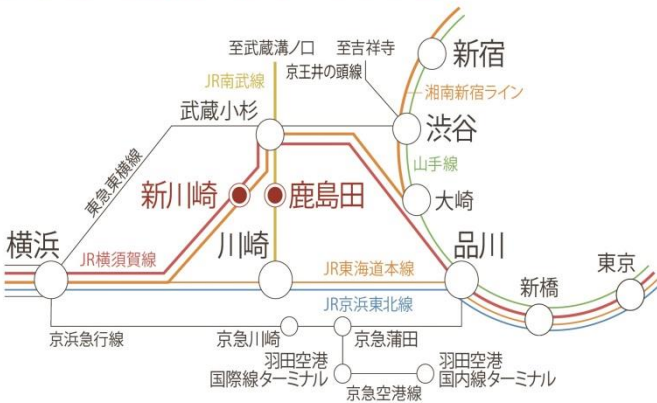 至武蔵溝ノ口
至吉祥寺
新宿
京王井の頭線
JR南武線
湘南新宿ライン
武蔵小杉
渋谷
山手線
東急東横線
新川崎
鹿島田
大崎
横浜
川崎
品川
JR横須賀線
JR東海道本線
新橋
東京
JR京浜東北線
京浜急行線
京急川崎
京急蒲田
羽田空港
国際線ターミナル
羽田空港
国内線ターミナル
京急空港線